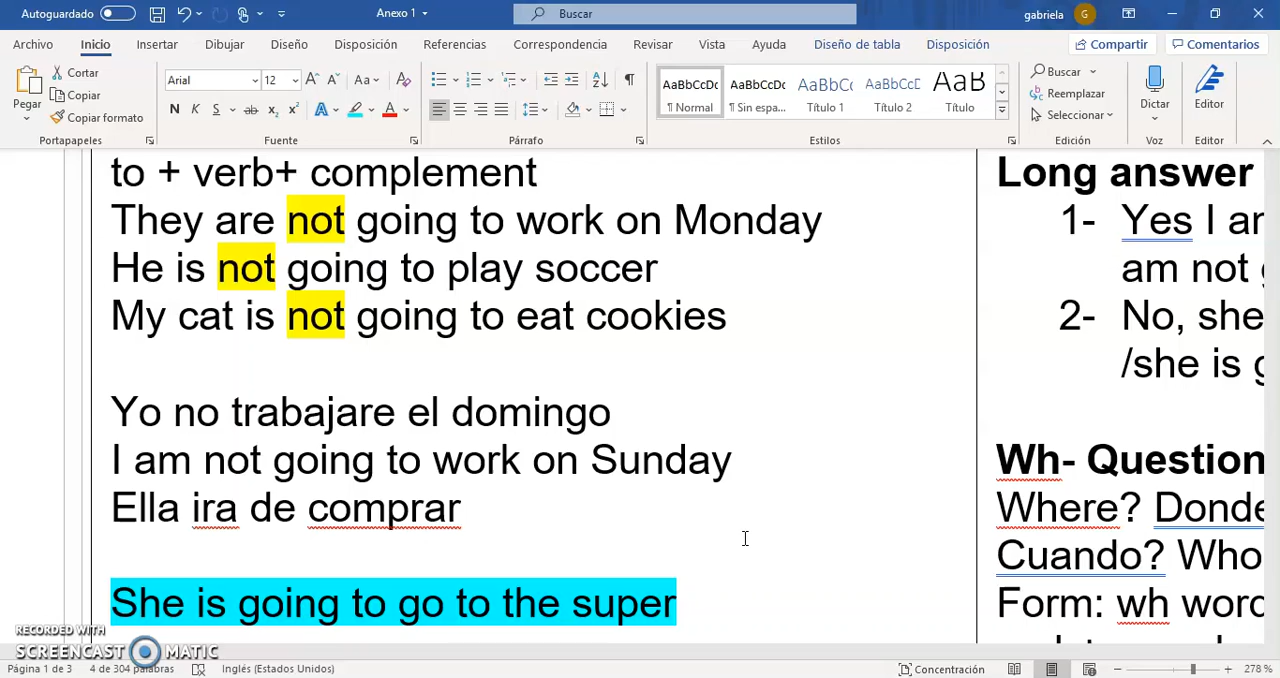 Autoguardado
Anexo 1
Buscar
gabriela
G
Archivo Inicio Insertar Dibujar Diseño Disposición Referencias Correspondencia Revisar Vista Ayuda Diseño de tabla Disposición
Compartir
Comentarios
Pegar
Cortar
Copiar
Copiar formato
Portapapeles
Arial
12
Aa
N K S ab x₂ x²
A A
Fuente
Párrafo
AaBbCcDc AaBbCcDc AaBbC AaBbCcD AaB
¶ Normal ¶ Sin espa... Título 1 Título 2 Título
Estilos
Buscar
Reemplazar
Seleccionar
Edición
Dictar
Voz
Editor
Editor
to + verb+ complement
They are not going to work on Monday
He is not going to play soccer
My cat is not going to eat cookies
Yo no trabajare el domingo
I am not going to work on Sunday
Ella ira de comprar
She is going to go to the super
Long answer
1- Yes I am
am not g
2- No, she
/she is g
Wh- Question
Where? Donde
Cuando? Who
Form: wh word
RECORDED WITH
SCREENCAST MATIC
Página 1 de 3 4 de 304 palabras Inglés (Estados Unidos)
Concentración
278 %